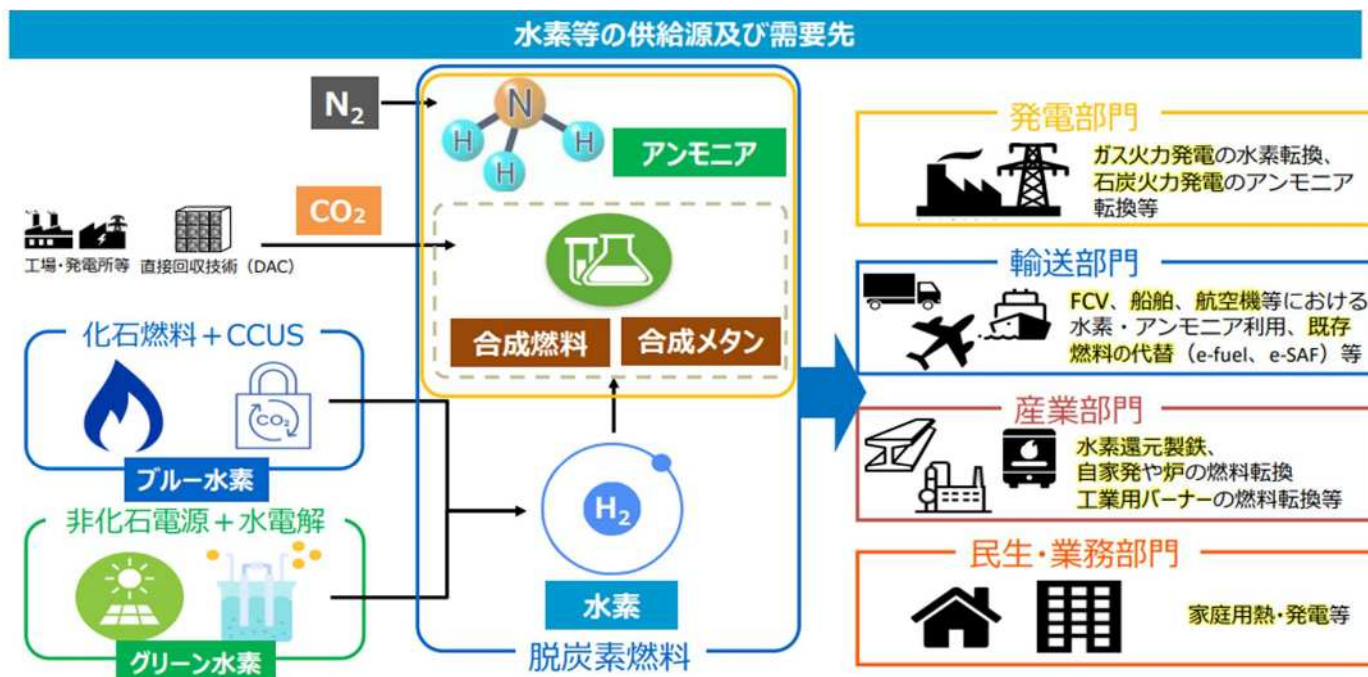 水素等の供給源及び需要先
N₂
N
H
H
H
アンモニア
CO₂
工場・発電所等
直接回収技術（DAC）
合成燃料
合成メタン
化石燃料＋CCUS
CO₂
ブルー水素
非化石電源＋水電解
グリーン水素
H₂
水素
脱炭素燃料
発電部門
ガス火力発電の水素転換、
石炭火力発電のアンモニア
転換等
輸送部門
FCV、船舶、航空機等における
水素・アンモニア利用、既存
燃料の代替（e-fuel、e-SAF）等
産業部門
水素還元製鉄、
自家発や炉の燃料転換
工業用バーナーの燃料転換等
民生・業務部門
家庭用熱・発電等